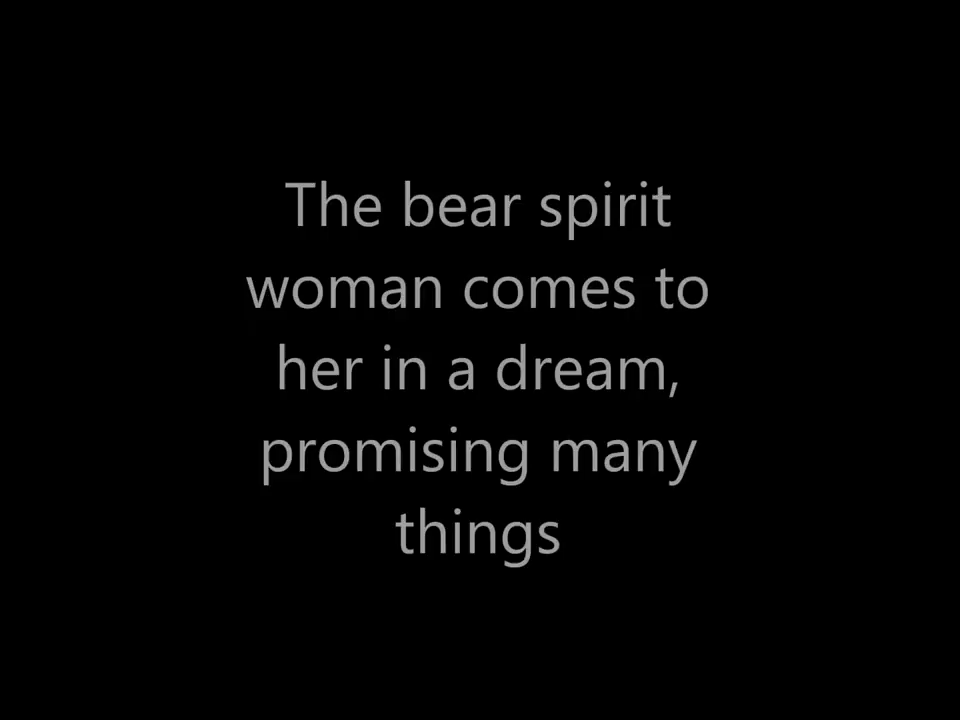 The bear spirit
woman comes to
her in a dream,
promising many
things